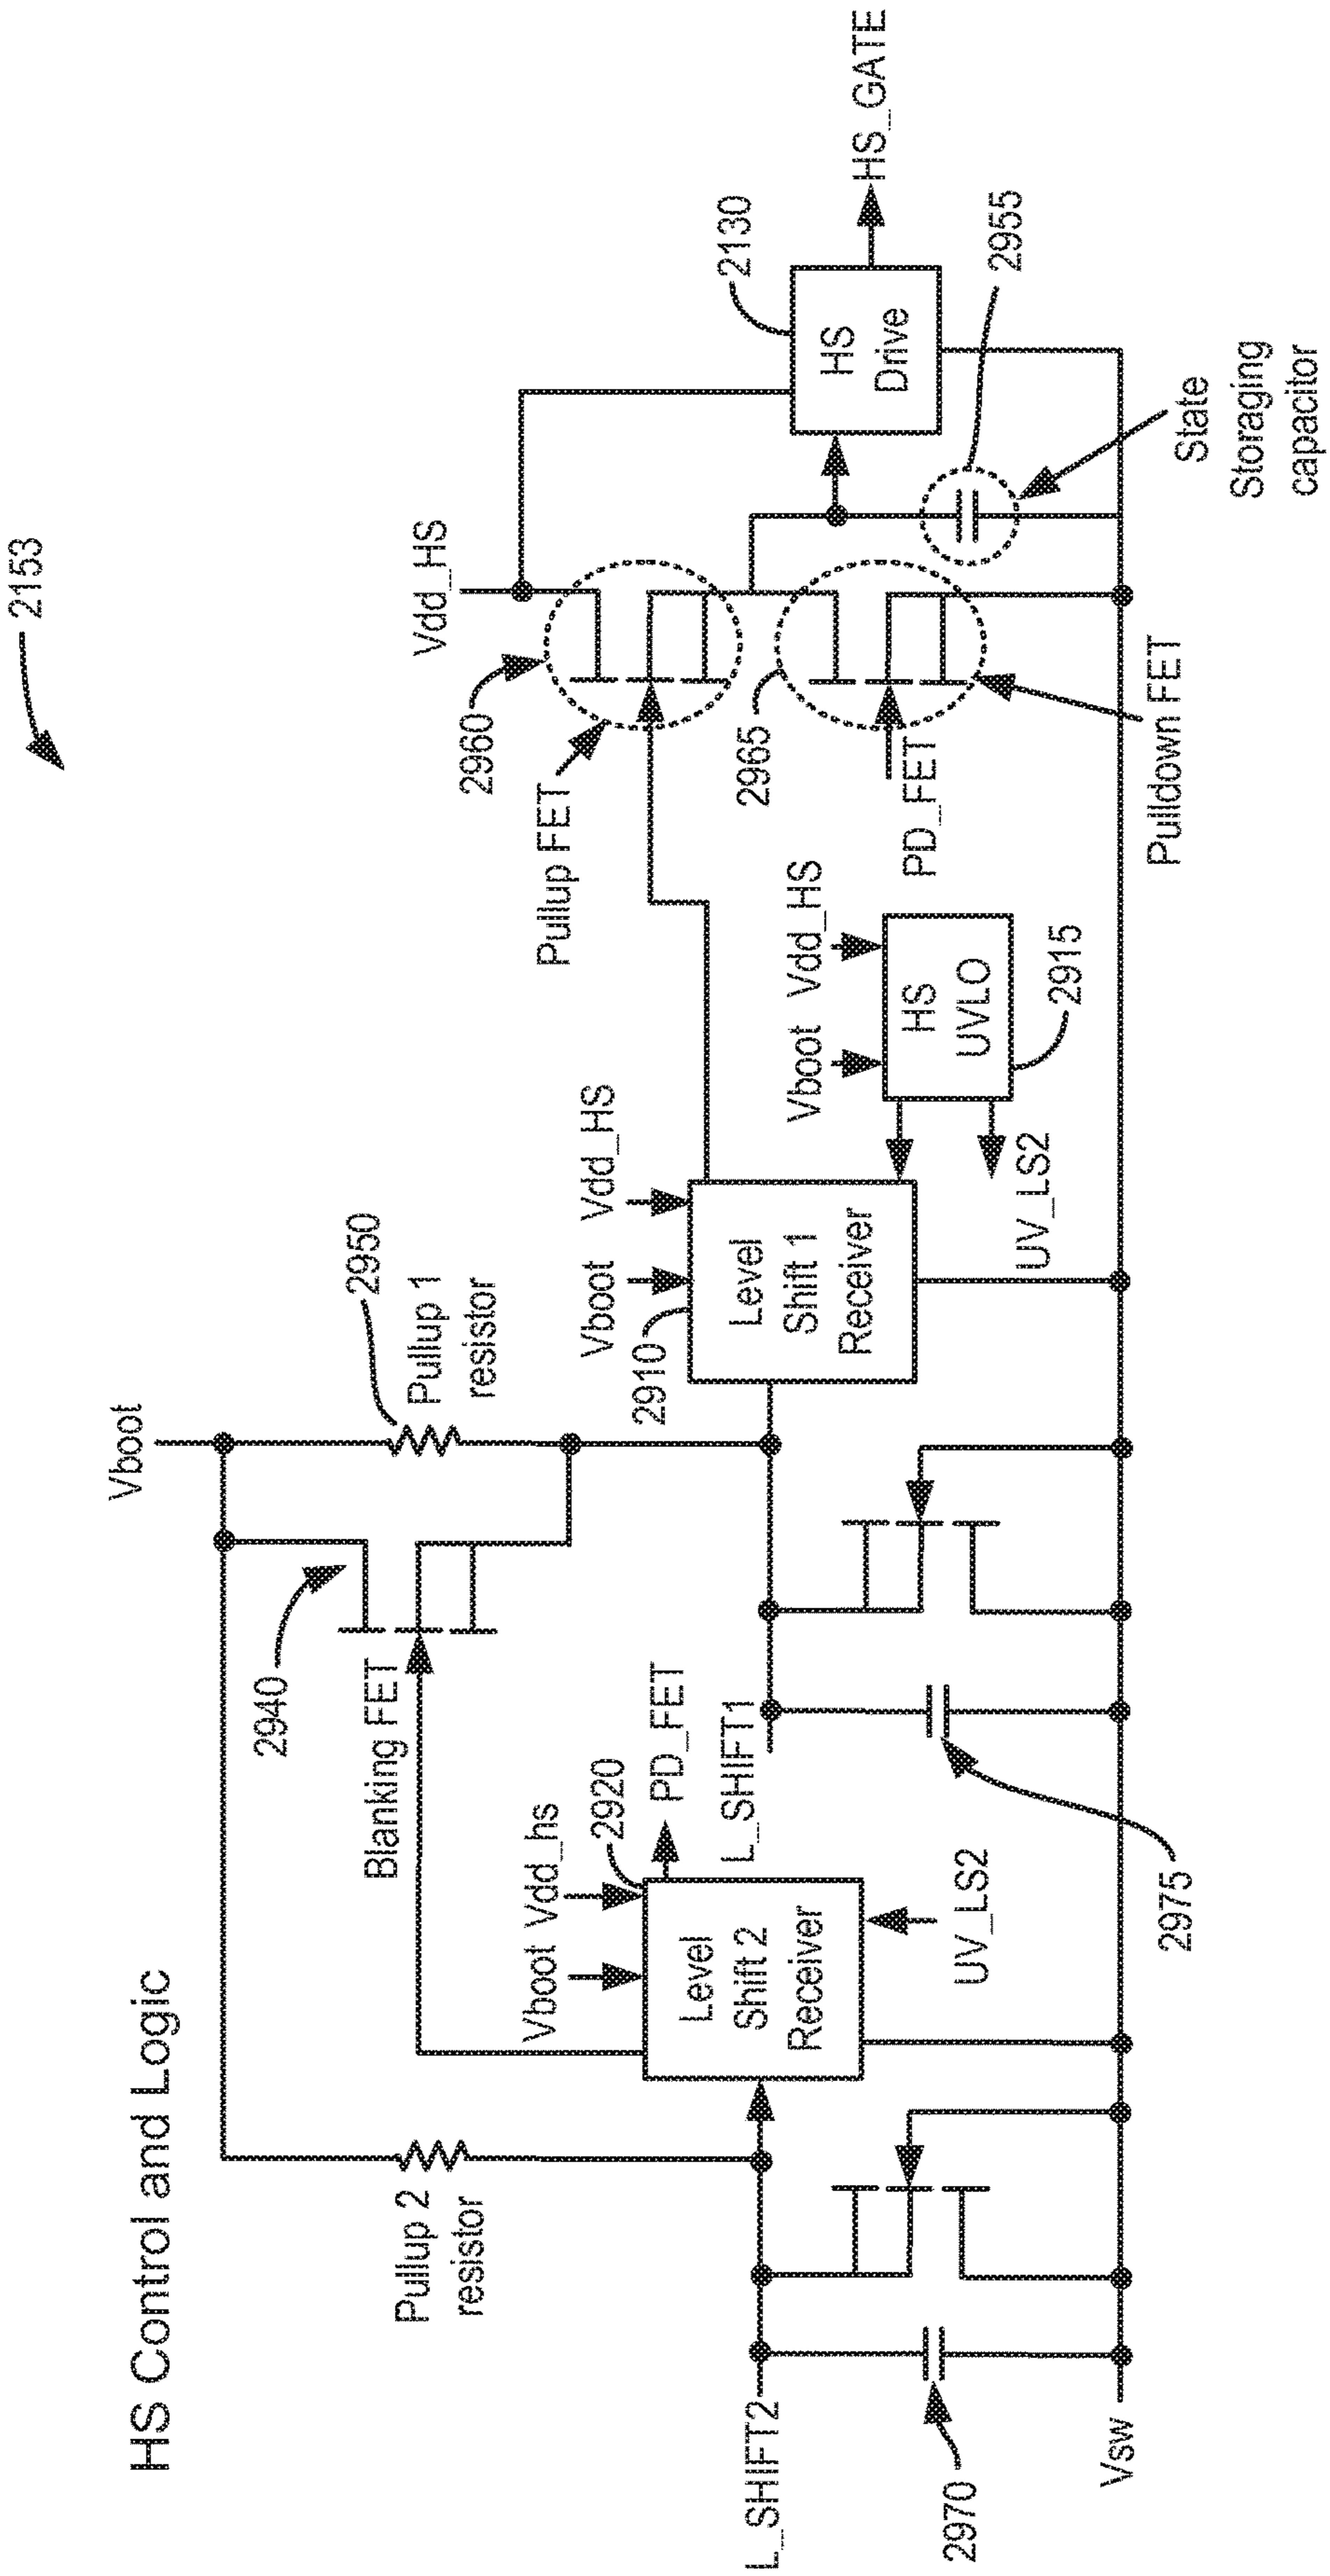 HS Control and Logic
2153
Vboot
2940
Blanking FET
2950
Pullup 1
resistor
Pullup 2
resistor
Vdd_HS
2960
Pullup FET
2965
PD_FET
Pulldown FET
2130
HS
Drive
HS_GATE
2955
State
Storaging
capacitor
Vboot
Vdd_hs
2920
PD_FET
Level
Shift 2
Receiver
UV_LS2
L_SHIFT1
Vboot
Vdd_HS
2910
Level
Shift 1
Receiver
Vboot
Vdd_HS
HS
UVLO
2915
UV_LS2
L_SHIFT2
2970
2975
Vsw